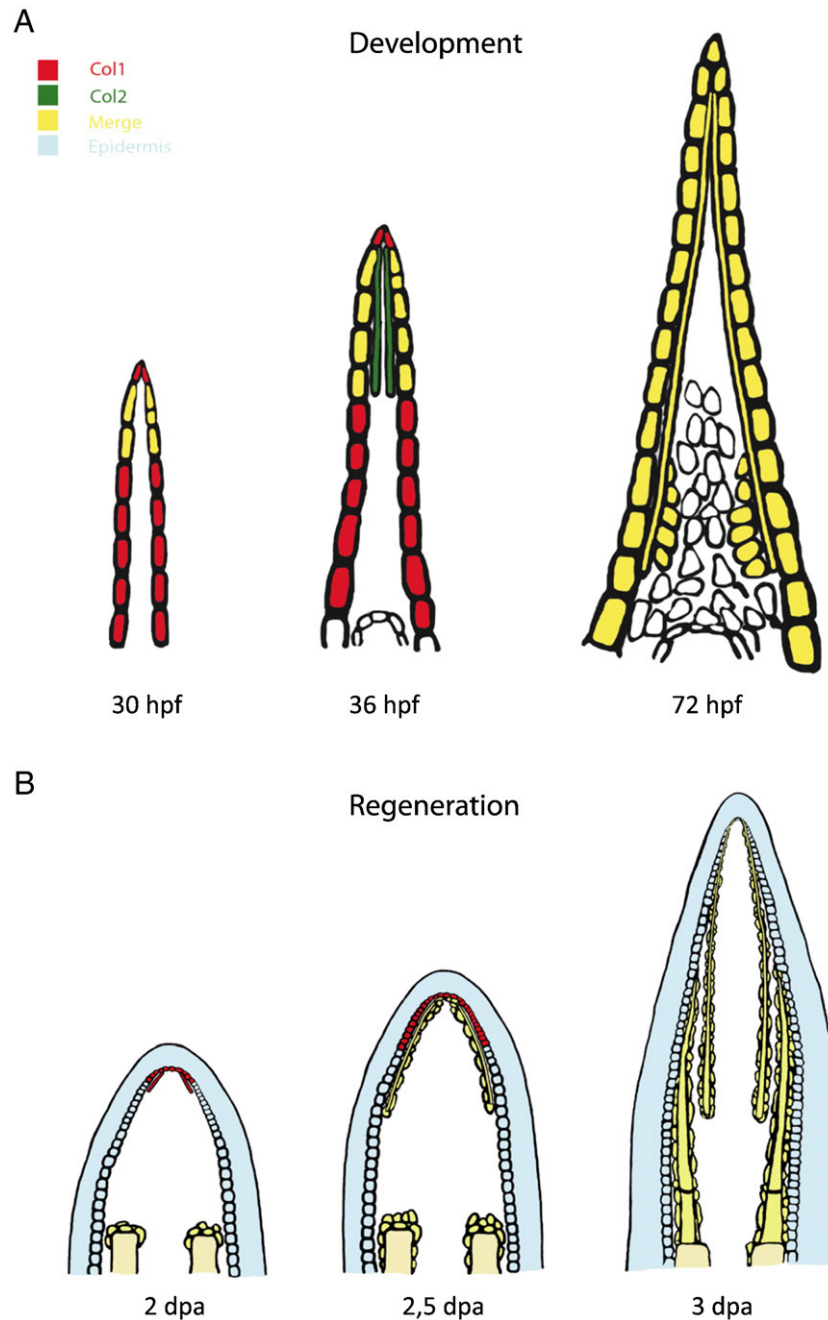 A
Development
Col1
Col2
Merge
Epidermis
30 hpf
36 hpf
72 hpf
B
Regeneration
2 dpa
2,5 dpa
3 dpa